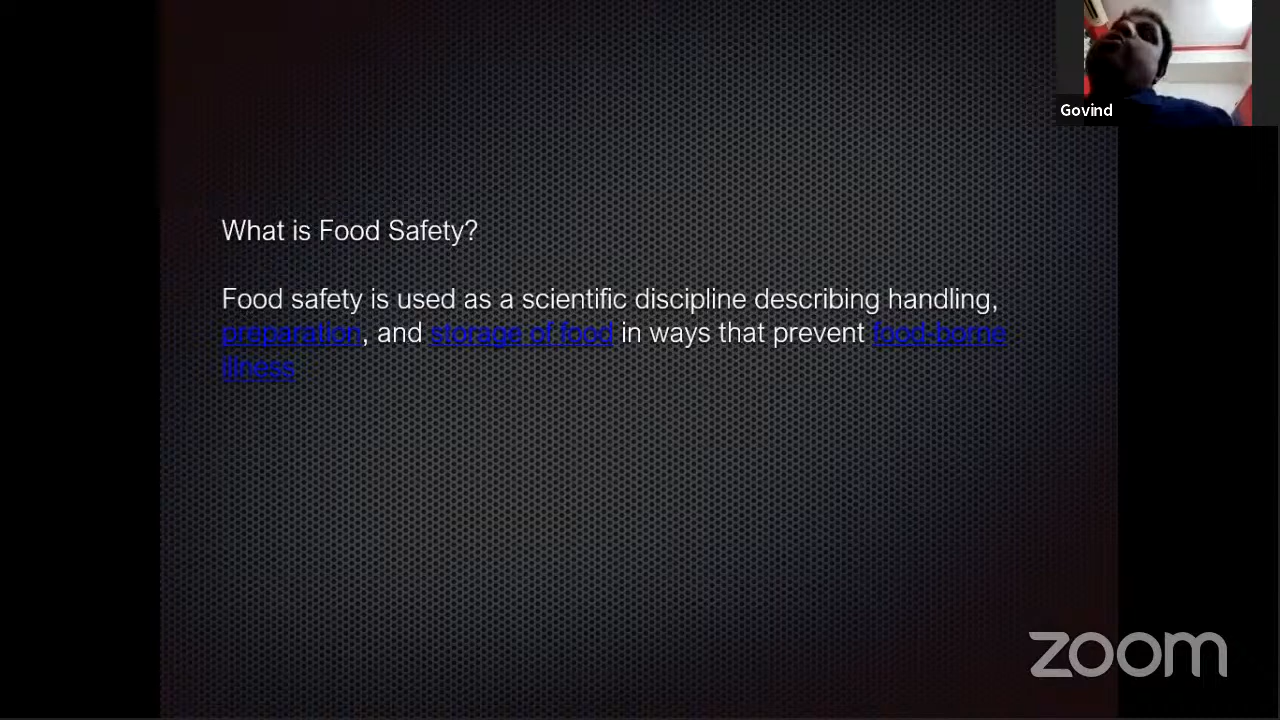 Govind
What is Food Safety?
Food safety is used as a scientific discipline describing handling,
preparation, and storage of food in ways that prevent food-borne
illness
zoom